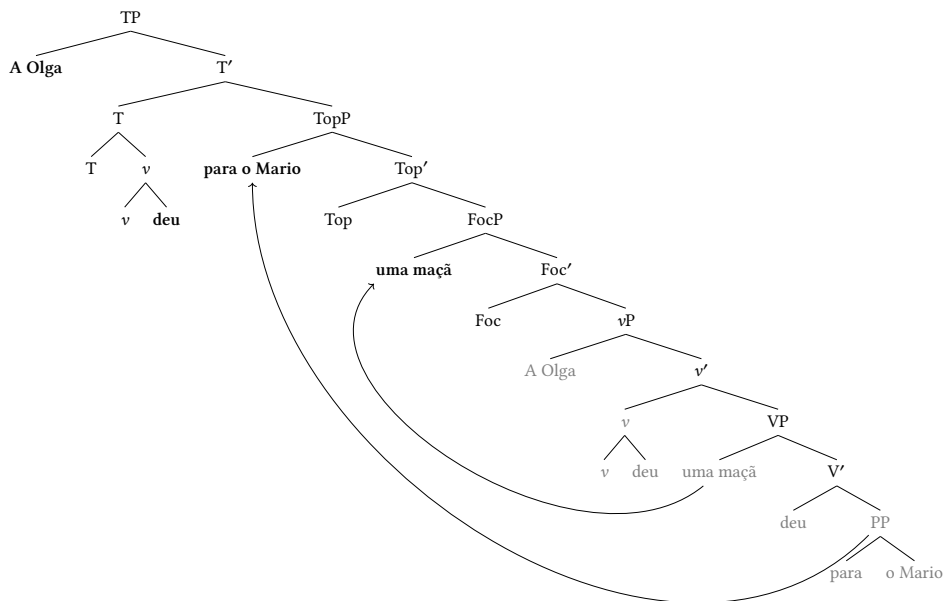 TP
A Olga T′
T TopP
T v para o Mario Top′
v deu Top FocP
uma maçã Foc′
Foc vP
A Olga v′
v VP
v deu uma maçã V′
deu PP
para o Mario